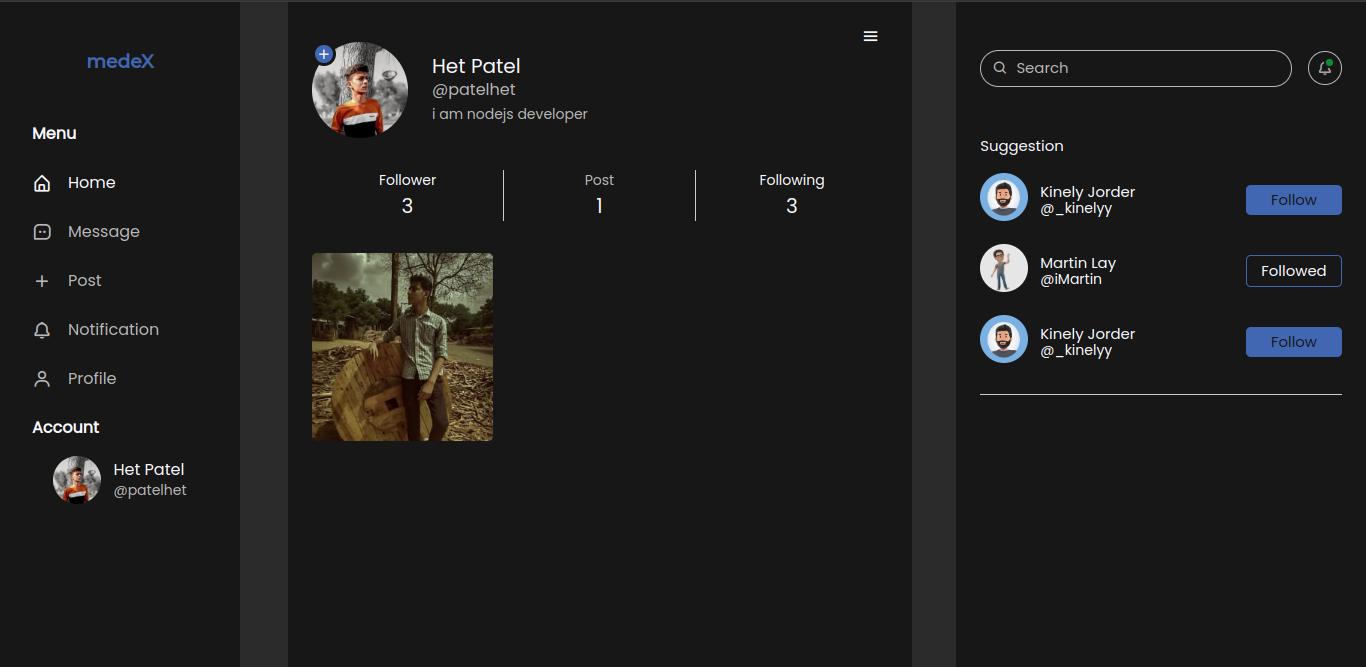 medeX
Menu
Home
Message
Post
Notification
Profile
Account
Het Patel
@patelhet
Het Patel
@patelhet
i am nodejs developer
Follower
3
Post
1
Following
3
Search
Suggestion
Kinely Jorder
@_kinelyy
Follow
Martin Lay
@iMartin
Followed
Kinely Jorder
@_kinelyy
Follow